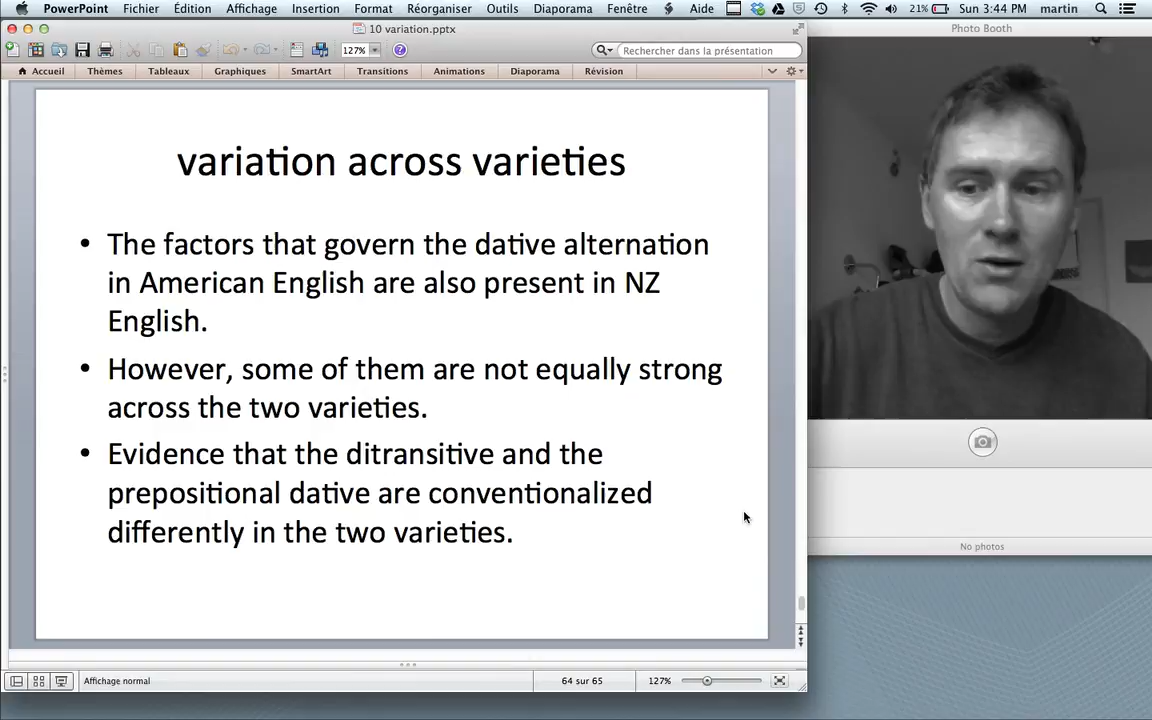 PowerPoint Fichier Édition Affichage Insertion Format Réorganiser Outils Diaporama Fenêtre Aide 21% Sun 3:44 PM martin
10 variation.pptx
Photo Booth
127% Rechercher dans la présentation
Accueil Thèmes Tableaux Graphiques SmartArt Transitions Animations Diaporama Révision
variation across varieties
• The factors that govern the dative alternation
in American English are also present in NZ
English.
• However, some of them are not equally strong
across the two varieties.
• Evidence that the ditransitive and the
prepositional dative are conventionalized
differently in the two varieties.
No photos
Affichage normal 64 sur 65 127%